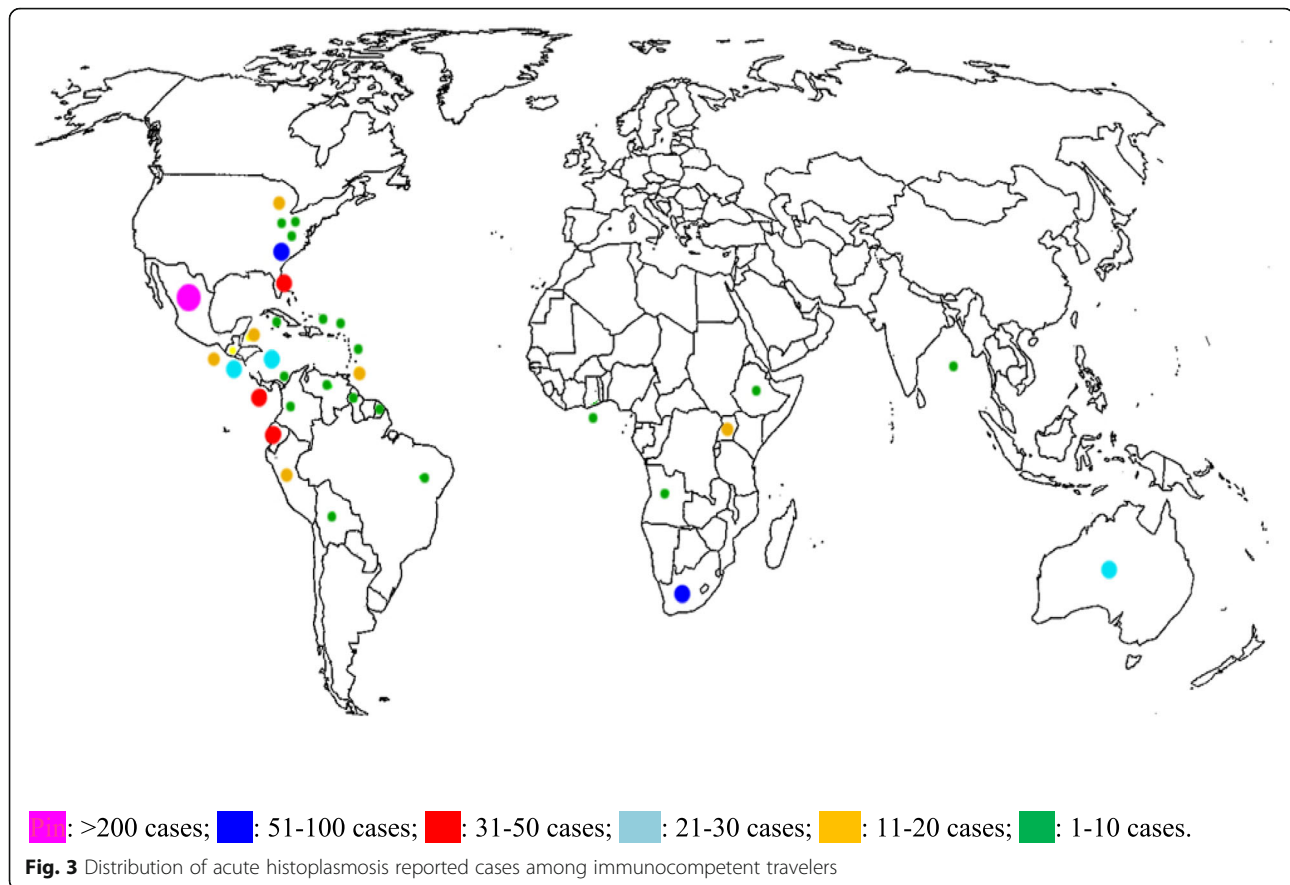 Pin: >200 cases; : 51-100 cases; : 31-50 cases; : 21-30 cases; : 11-20 cases; : 1-10 cases.
Fig. 3 Distribution of acute histoplasmosis reported cases among immunocompetent travelers